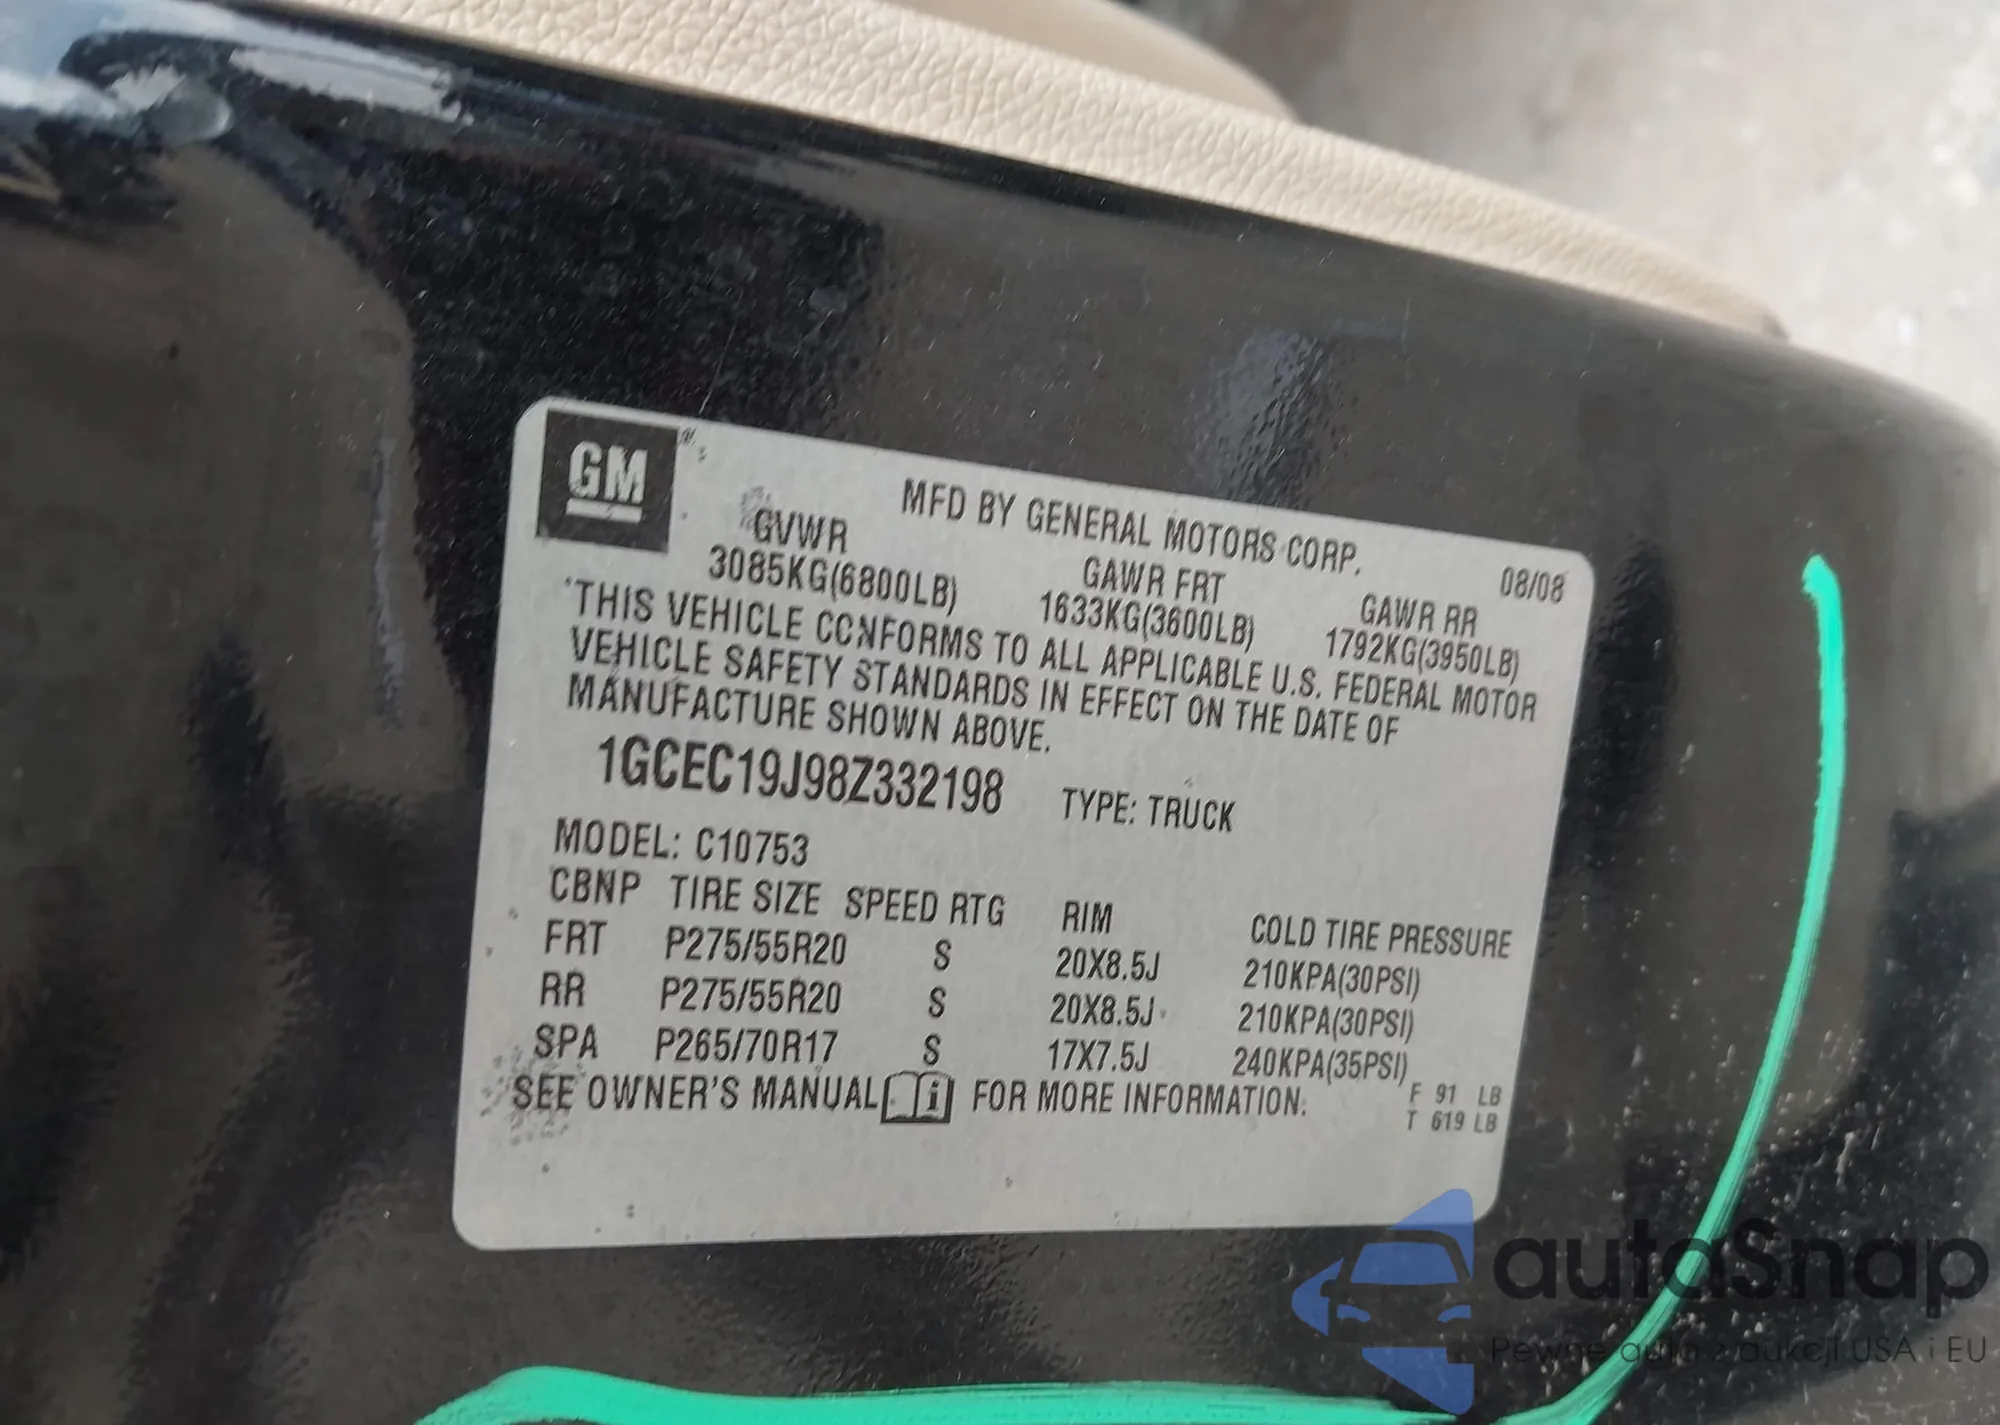 GM
MFD BY GENERAL MOTORS CORP.
08/08
GVWR GAWR FRT GAWR RR
3085KG(6800LB) 1633KG(3600LB) 1792KG(3950LB)
THIS VEHICLE CONFORMS TO ALL APPLICABLE U.S. FEDERAL MOTOR
VEHICLE SAFETY STANDARDS IN EFFECT ON THE DATE OF
MANUFACTURE SHOWN ABOVE.
1GCEC19J98Z332198 TYPE: TRUCK
MODEL: C10753
CBNP TIRE SIZE SPEED RTG RIM COLD TIRE PRESSURE
FRT P275/55R20 S 20X8.5J 210KPA(30PSI)
RR P275/55R20 S 20X8.5J 210KPA(30PSI)
SPA P265/70R17 S 17X7.5J 240KPA(35PSI)
SEE OWNER'S MANUAL i FOR MORE INFORMATION.
F 91 LB
T 619 LB
autaSnap
Pewne auta z aukcji USA i EU